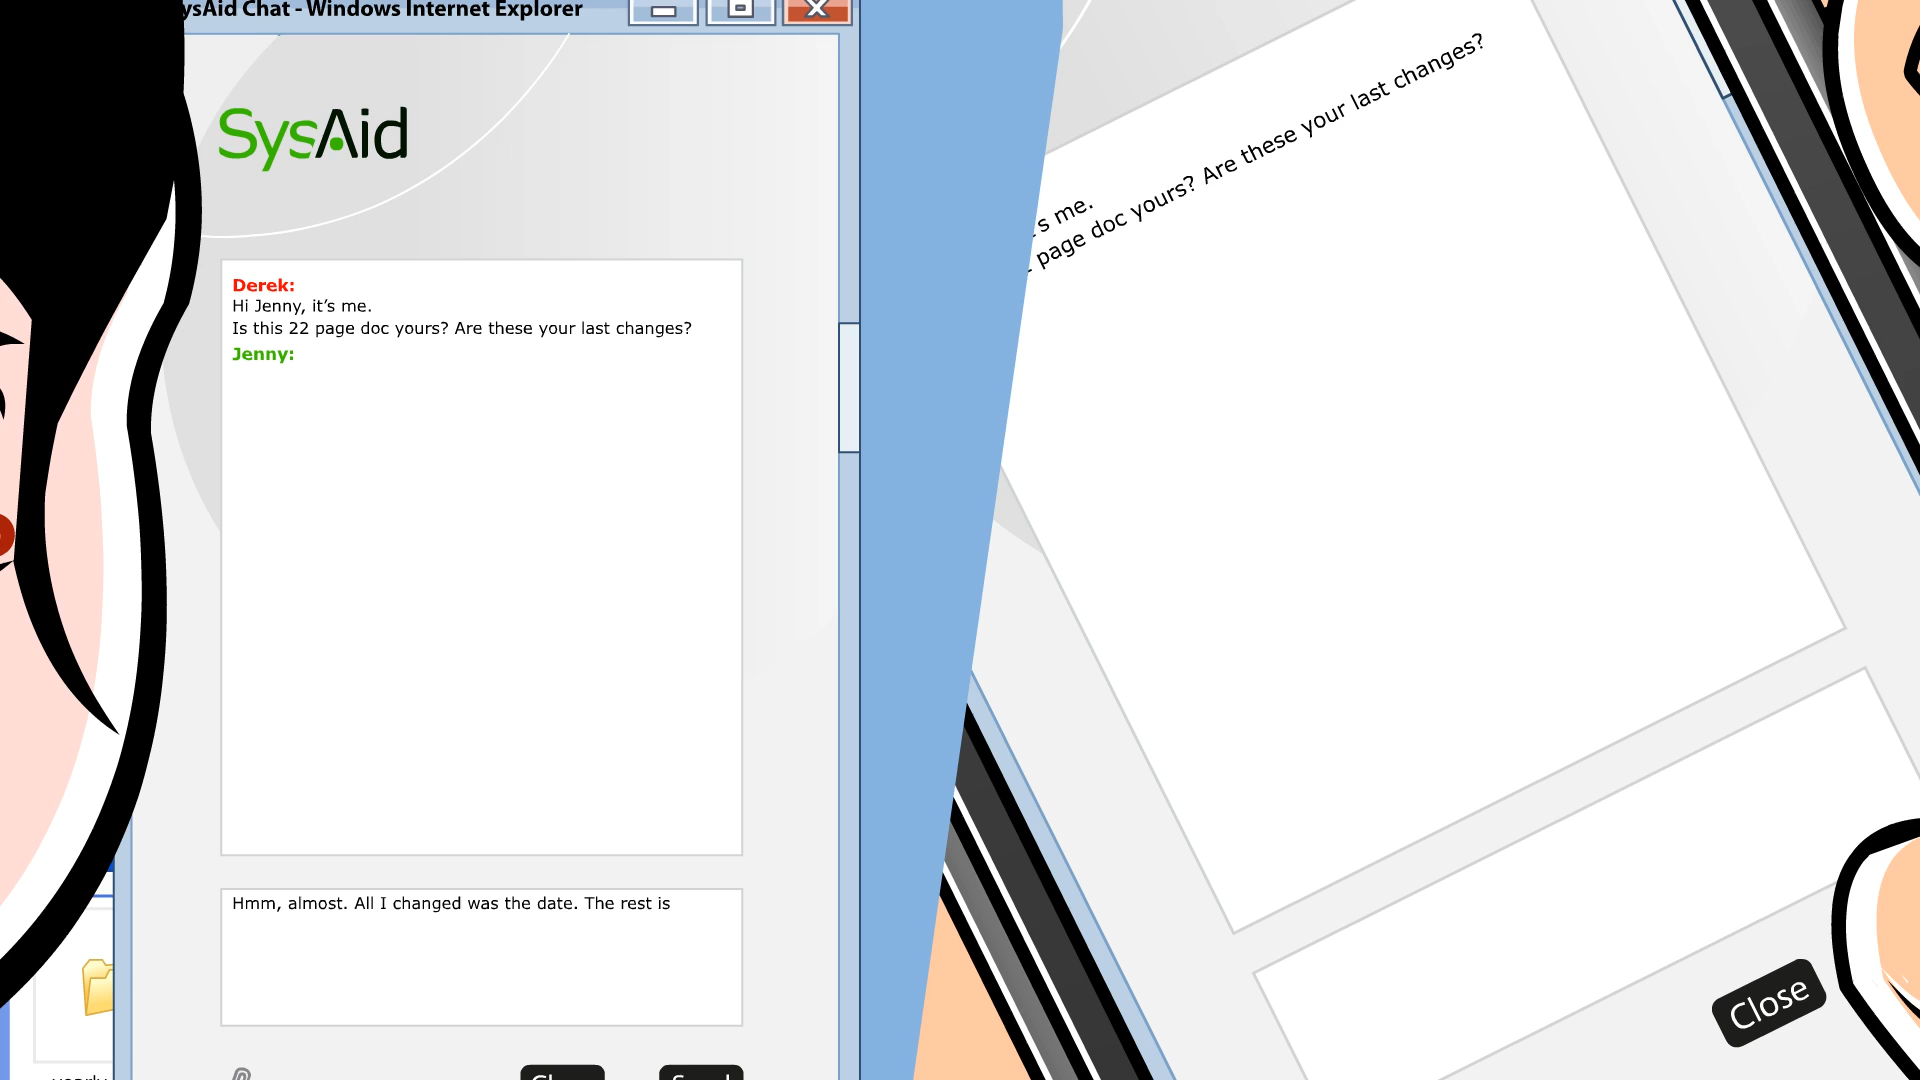 ysAid Chat - Windows Internet Explorer
SysAid
Derek:
Hi Jenny, it's me.
Is this 22 page doc yours? Are these your last changes?
Jenny:
Hmm, almost. All I changed was the date. The rest is
's me.
page doc yours? Are these your last changes?
Close